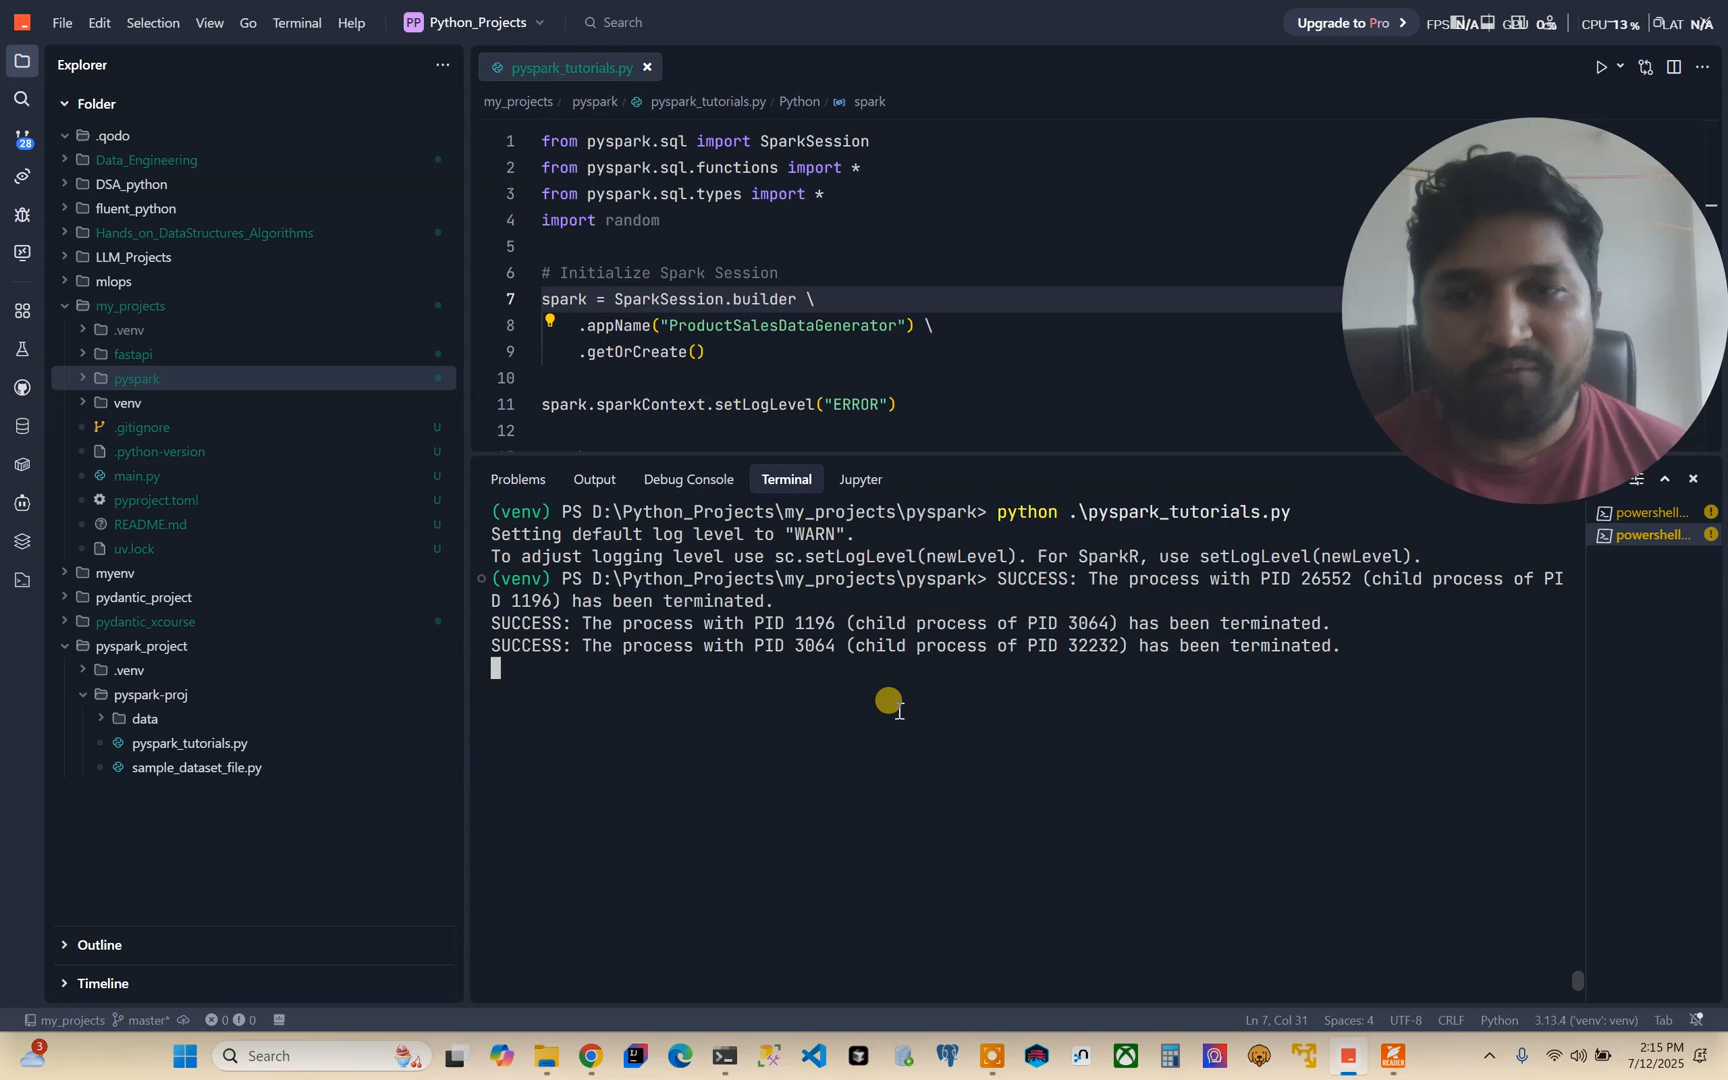 File Edit Selection View Go Terminal Help PP Python_Projects Search Upgrade to Pro FPS N/A GPU 0% CPU 13% LAT N/A
Explorer
Folder
.qodo
Data_Engineering
DSA_python
fluent_python
Hands_on_DataStructures_Algorithms
LLM_Projects
mlops
my_projects
.venv
fastapi
pyspark
venv
.gitignore U
.python-version U
main.py U
pyproject.toml U
README.md U
uv.lock U
myenv
pydantic_project
pydantic_xcourse
pyspark_project
.venv
pyspark-proj
data
pyspark_tutorials.py
sample_dataset_file.py
Outline
Timeline
28
pyspark_tutorials.py
my_projects pyspark pyspark_tutorials.py Python spark
1 from pyspark.sql import SparkSession
2 from pyspark.sql.functions import *
3 from pyspark.sql.types import *
4 import random
5
6 # Initialize Spark Session
7 spark = SparkSession.builder \
8 .appName("ProductSalesDataGenerator") \
9 .getOrCreate()
10
11 spark.sparkContext.setLogLevel("ERROR")
12
Problems Output Debug Console Terminal Jupyter
(venv) PS D:\Python_Projects\my_projects\pyspark> python .\pyspark_tutorials.py
Setting default log level to "WARN".
To adjust logging level use sc.setLogLevel(newLevel). For SparkR, use setLogLevel(newLevel).
(venv) PS D:\Python_Projects\my_projects\pyspark> SUCCESS: The process with PID 26552 (child process of PI
D 1196) has been terminated.
SUCCESS: The process with PID 1196 (child process of PID 3064) has been terminated.
SUCCESS: The process with PID 3064 (child process of PID 32232) has been terminated.
powershell...
powershell...
my_projects master* 0 0 Ln 7, Col 31 Spaces: 4 UTF-8 CRLF Python 3.13.4 ('venv': venv) Tab
3 Search READER 2:15 PM
7/12/2025